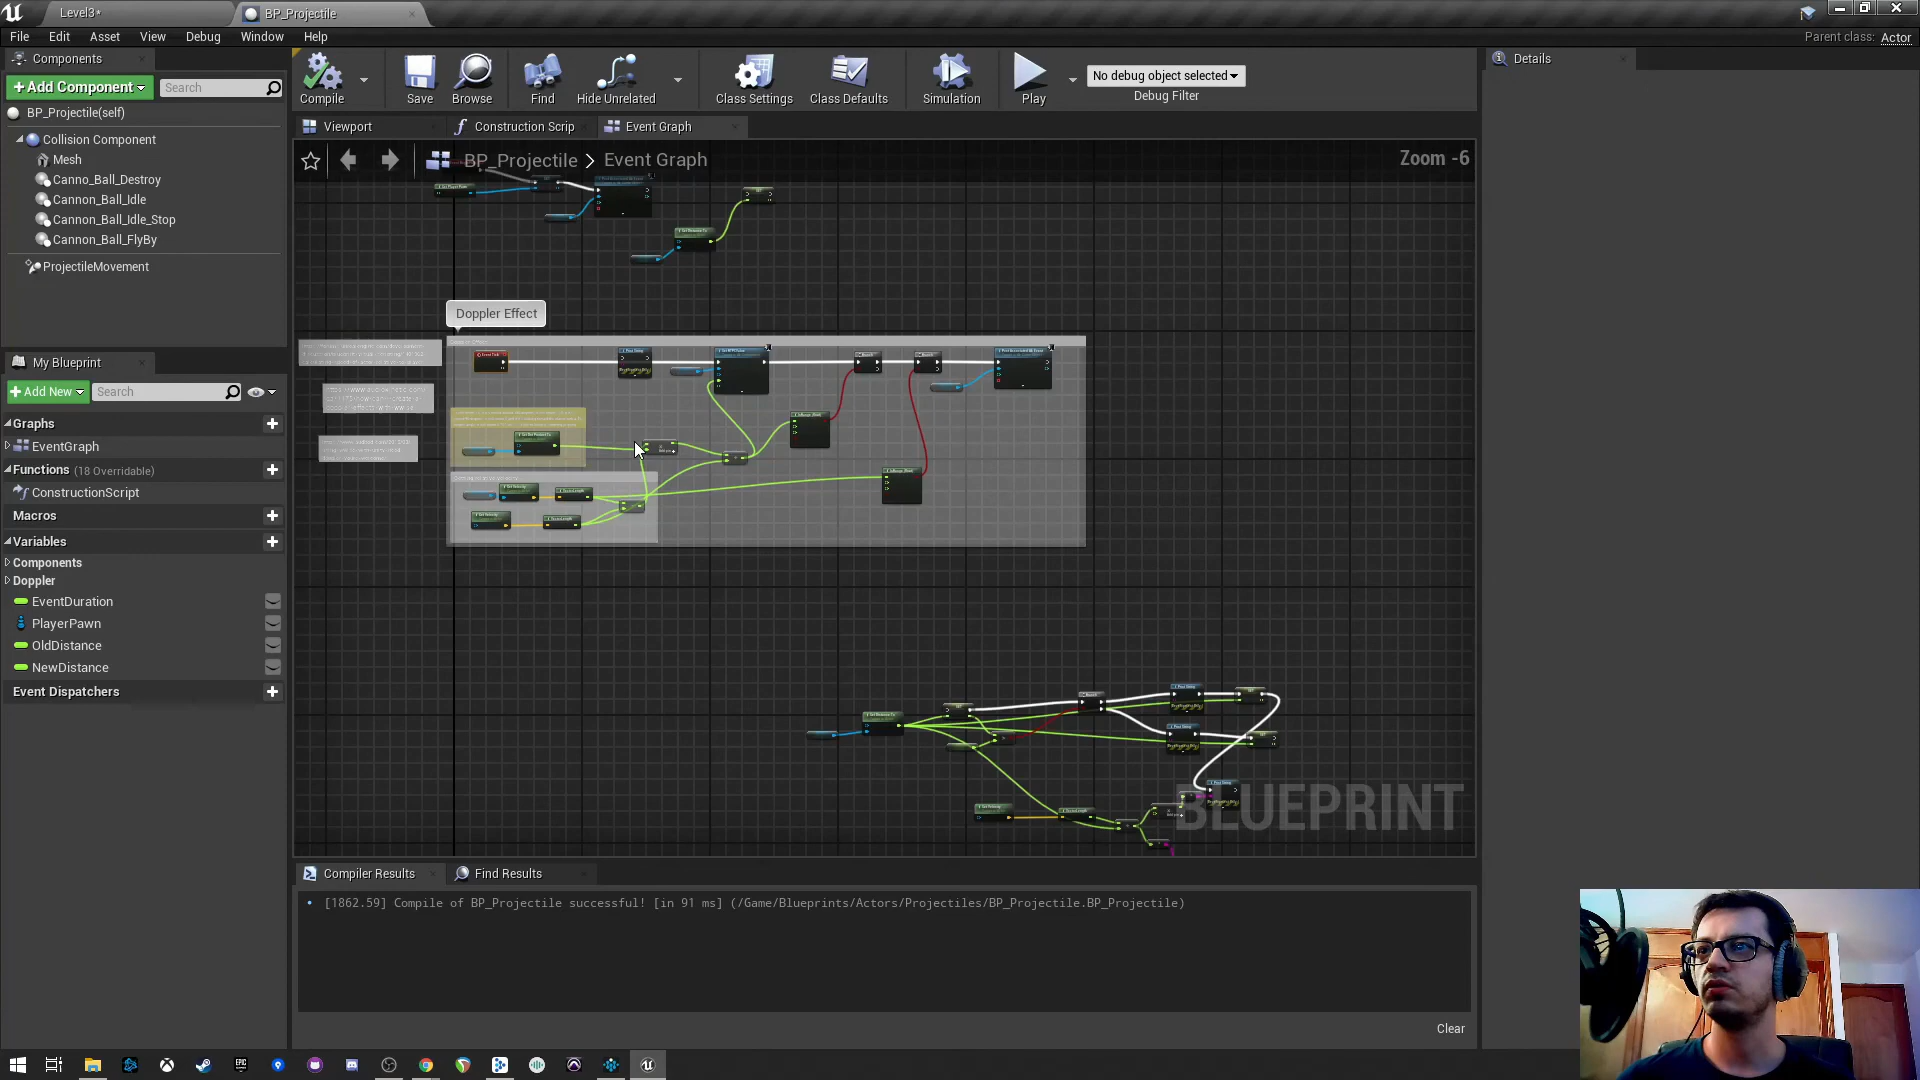 Level3*
BP_Projectile
File Edit Asset View Debug Window Help
Parent class: Actor
Components
Add Component
Search
BP_Projectile(self)
Collision Component
Mesh
Canno_Ball_Destroy
Cannon_Ball_Idle
Cannon_Ball_Idle_Stop
Cannon_Ball_FlyBy
ProjectileMovement
My Blueprint
Add New
Search
Graphs
EventGraph
Functions (18 Overridable)
ConstructionScript
Macros
Variables
Components
Doppler
EventDuration
PlayerPawn
OldDistance
NewDistance
Event Dispatchers
Compile
Save
Browse
Find
Hide Unrelated
Class Settings
Class Defaults
Simulation
Play
No debug object selected
Debug Filter
Viewport
Construction Scrip
Event Graph
BP_Projectile > Event Graph
Zoom -6
Doppler Effect
BLUEPRINT
Compiler Results
Find Results
[1862.59] Compile of BP_Projectile successful! [in 91 ms] (/Game/Blueprints/Actors/Projectiles/BP_Projectile.BP_Projectile)
Clear
Details